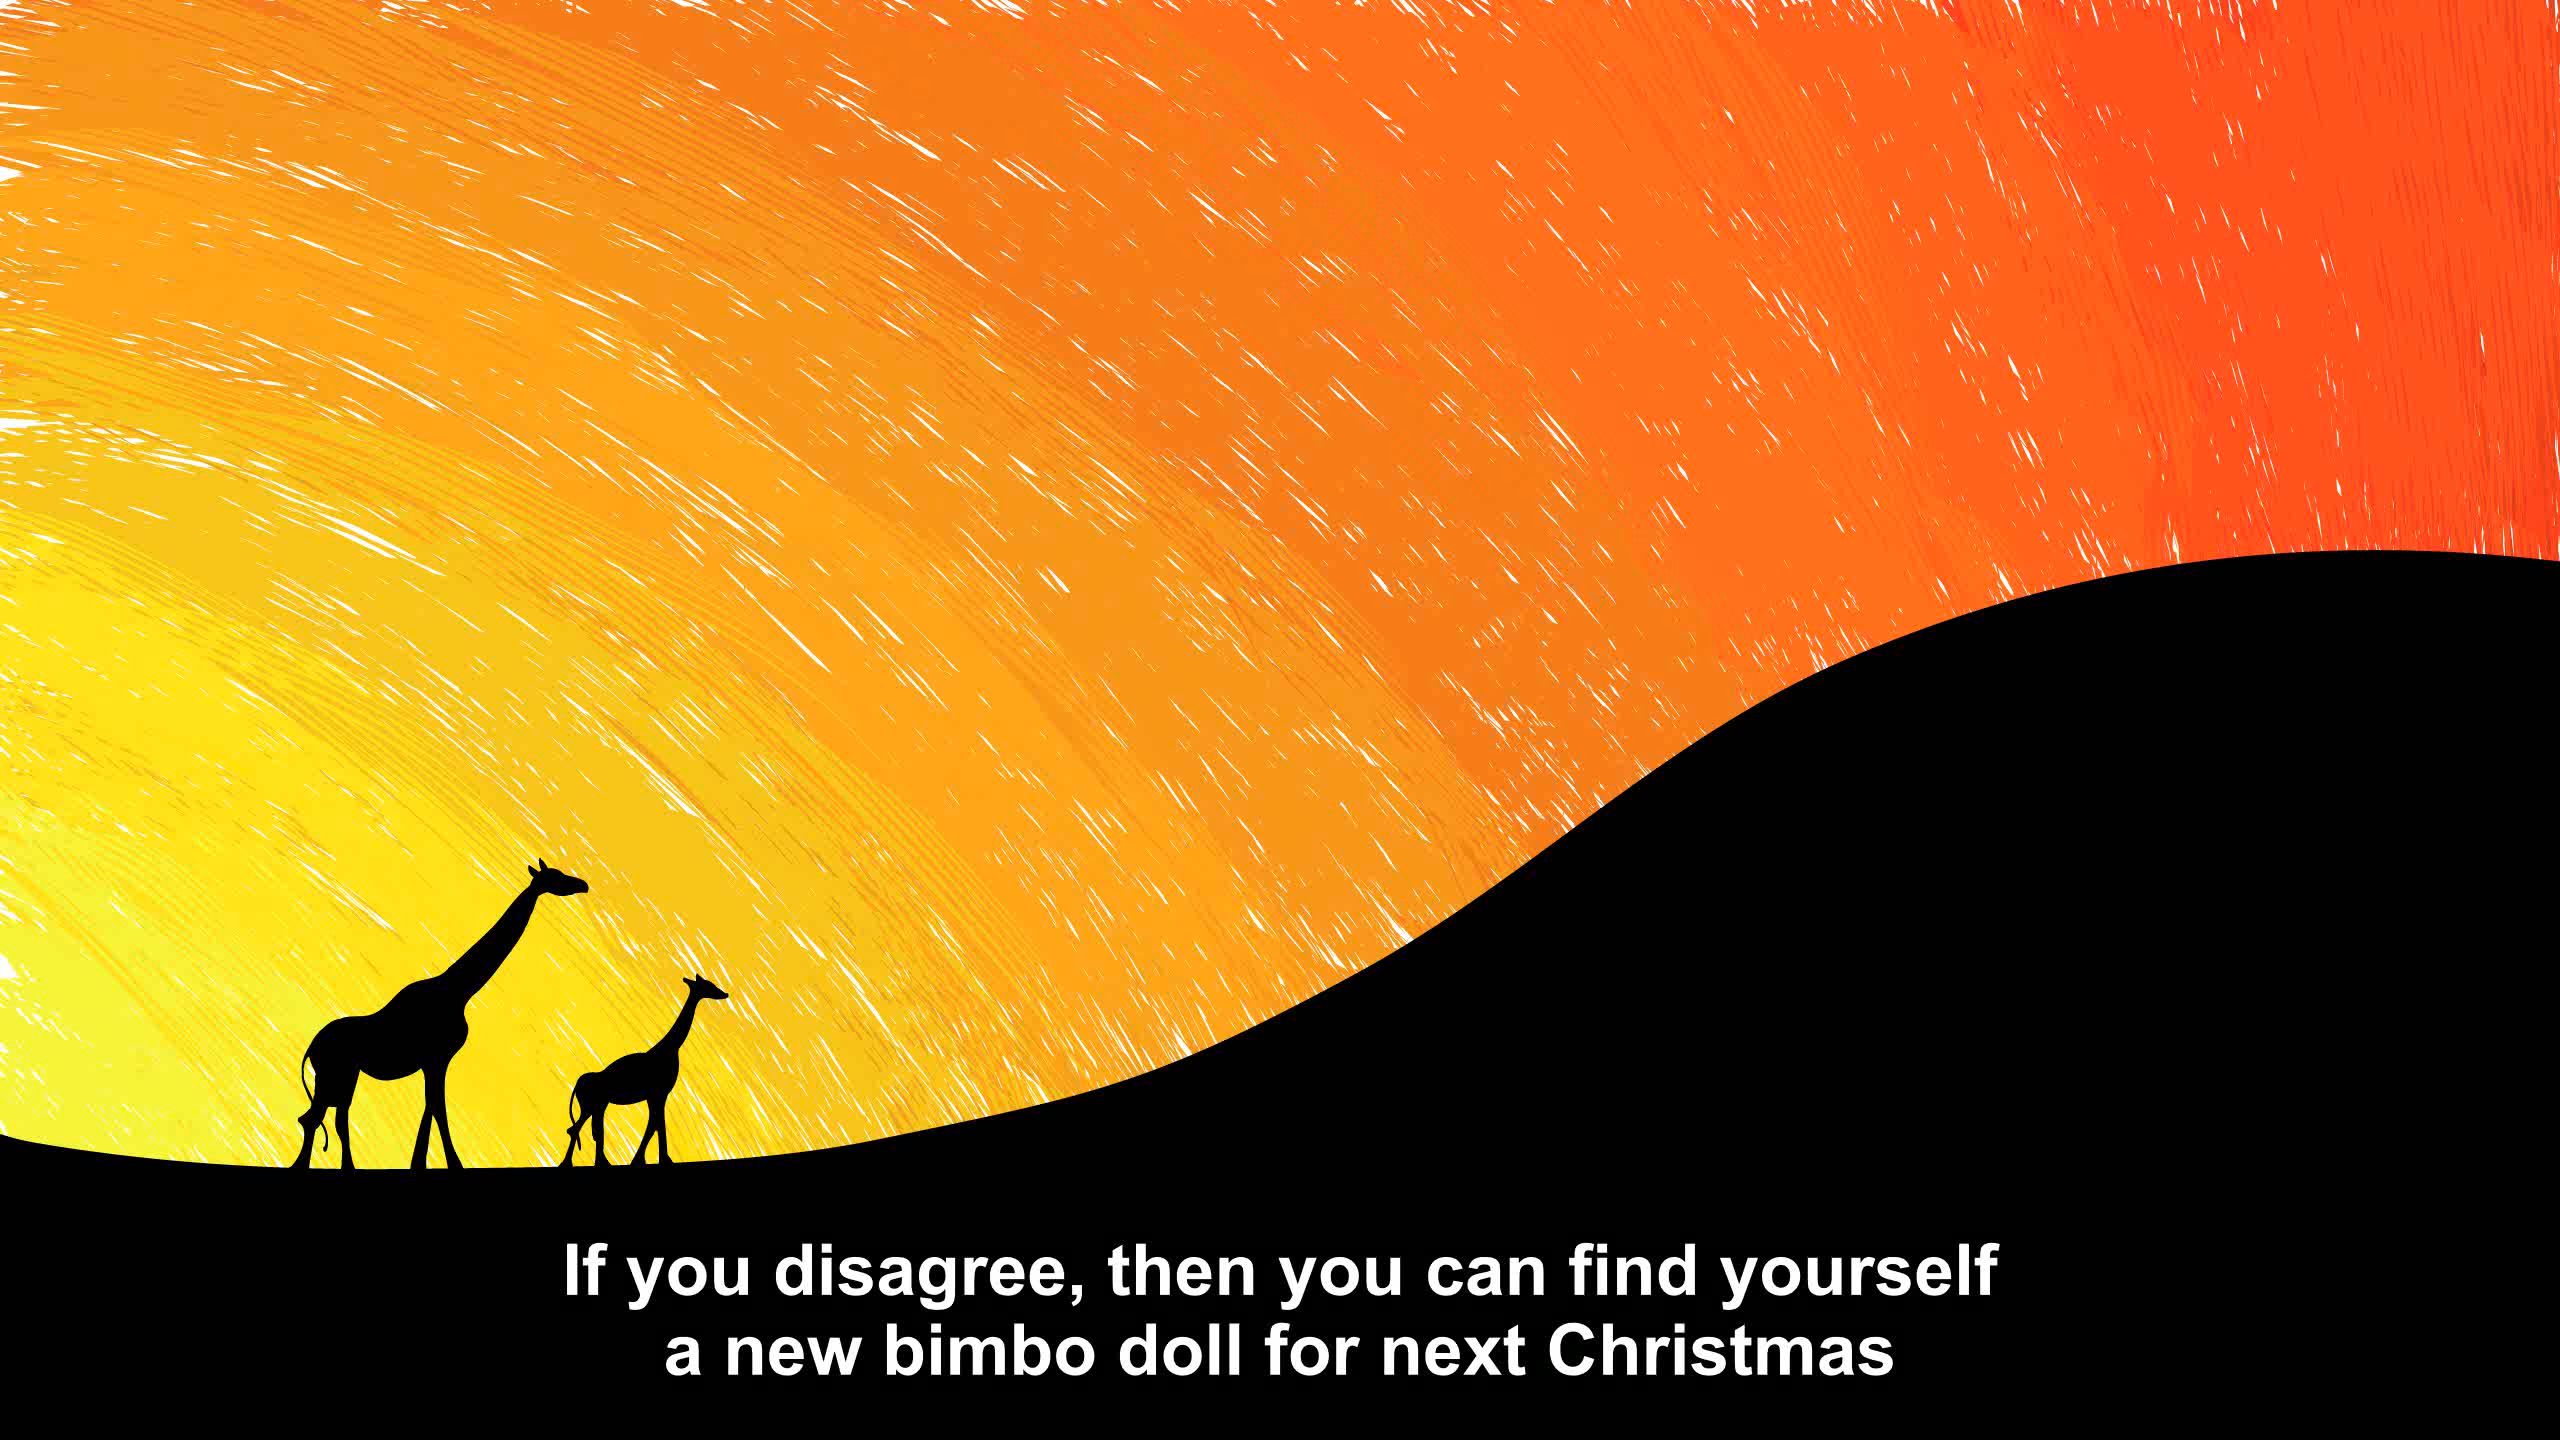 If you disagree, then you can find yourself
a new bimbo doll for next Christmas